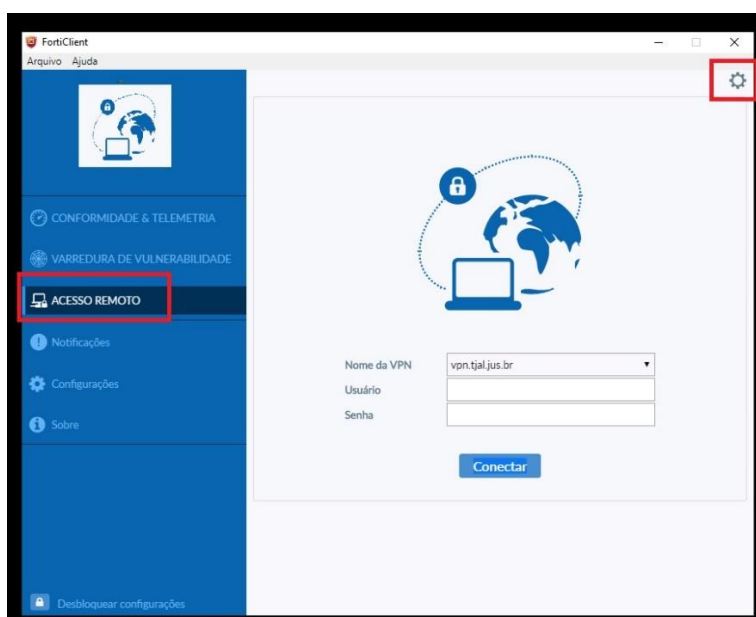 FortiClient
Arquivo Ajuda
CONFORMIDADE & TELEMETRIA
VARREDURA DE VULNERABILIDADE
ACESSO REMOTO
Notificações
Configurações
Sobre
Nome da VPN vpn.tjal.jus.br
Usuário
Senha
Conectar
Desbloquear configurações